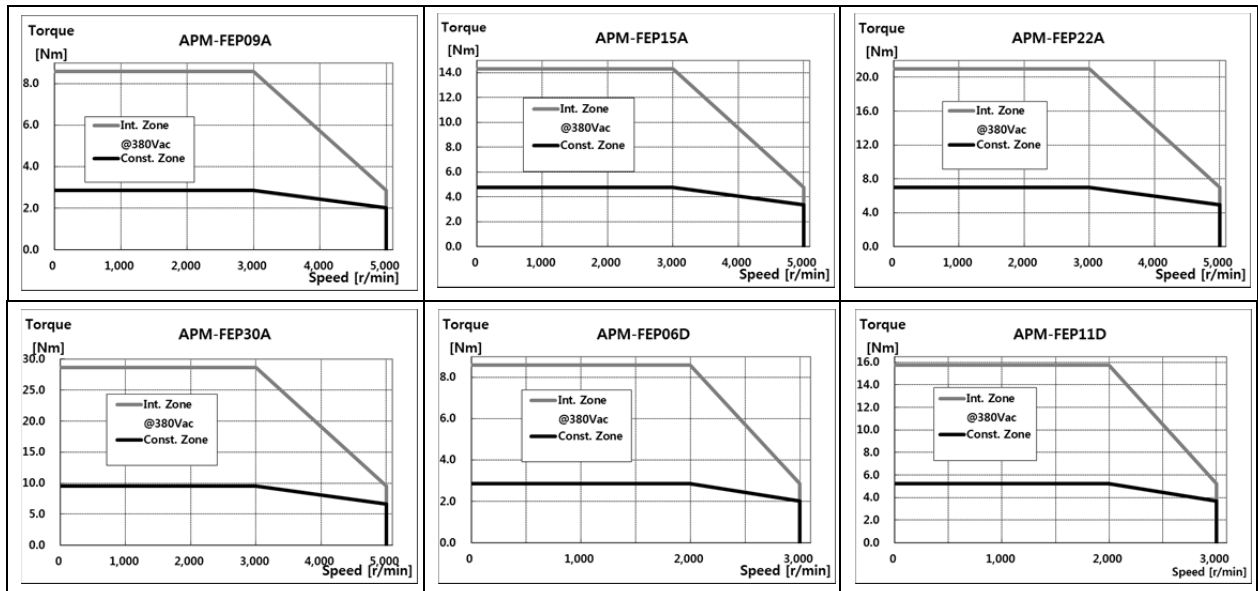 Torque
[Nm]
APM-FEP09A
8.0
6.0
4.0
2.0
0.0
Int. Zone
@380Vac
Const. Zone
0 1,000 2,000 3,000 4,000 5,000
Speed [r/min]
Torque
[Nm]
APM-FEP15A
14.0
12.0
10.0
8.0
6.0
4.0
2.0
0.0
Int. Zone
@380Vac
Const. Zone
0 1,000 2,000 3,000 4,000 5,000
Speed [r/min]
Torque
[Nm]
APM-FEP22A
20.0
16.0
12.0
8.0
4.0
0.0
Int. Zone
@380Vac
Const. Zone
0 1,000 2,000 3,000 4,000 5,000
Speed [r/min]
Torque
[Nm]
APM-FEP30A
30.0
25.0
20.0
15.0
10.0
5.0
0.0
Int. Zone
@380Vac
Const. Zone
0 1,000 2,000 3,000 4,000 5,000
Speed [r/min]
Torque
[Nm]
APM-FEP06D
8.0
6.0
4.0
2.0
0.0
Int. Zone
@380Vac
Const. Zone
0 1,000 2,000 3,000
Speed [r/min]
Torque
[Nm]
APM-FEP11D
16.0
14.0
12.0
10.0
8.0
6.0
4.0
2.0
0.0
Int. Zone
@380Vac
Const. Zone
0 1,000 2,000 3,000
Speed [r/min]